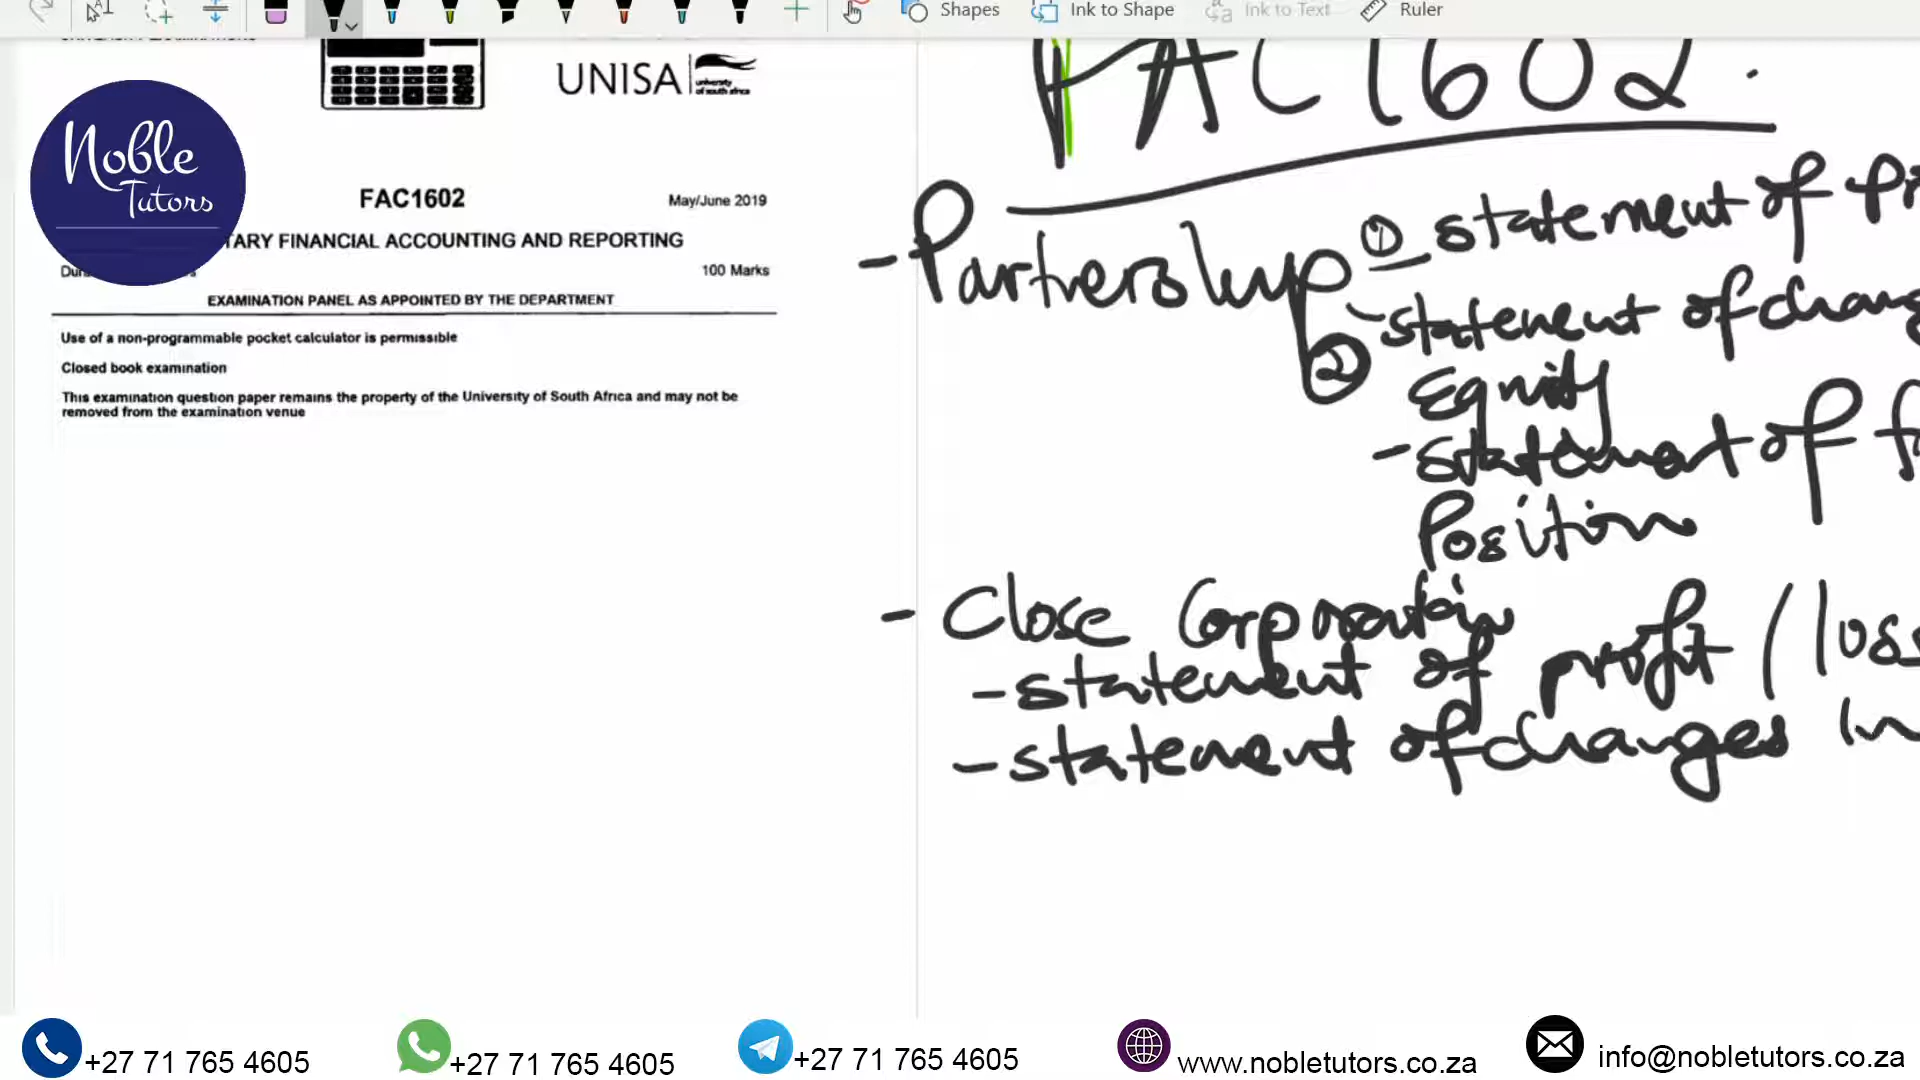 Shapes Ink to Shape Ink to Text Ruler
UNISA university of south africa
Noble
Tutors
FAC1602 May/June 2019
TARY FINANCIAL ACCOUNTING AND REPORTING
100 Marks
EXAMINATION PANEL AS APPOINTED BY THE DEPARTMENT
Use of a non-programmable pocket calculator is permissible
Closed book examination
This examination question paper remains the property of the University of South Africa and may not be
removed from the examination venue
FAC1602.
- Partnership ① statement of
- statement of
② Equity
- statement of
Position
- Close Corporation
- statement of profit / loss
- statement of changes in
+27 71 765 4605 +27 71 765 4605 +27 71 765 4605 www.nobletutors.co.za info@nobletutors.co.za